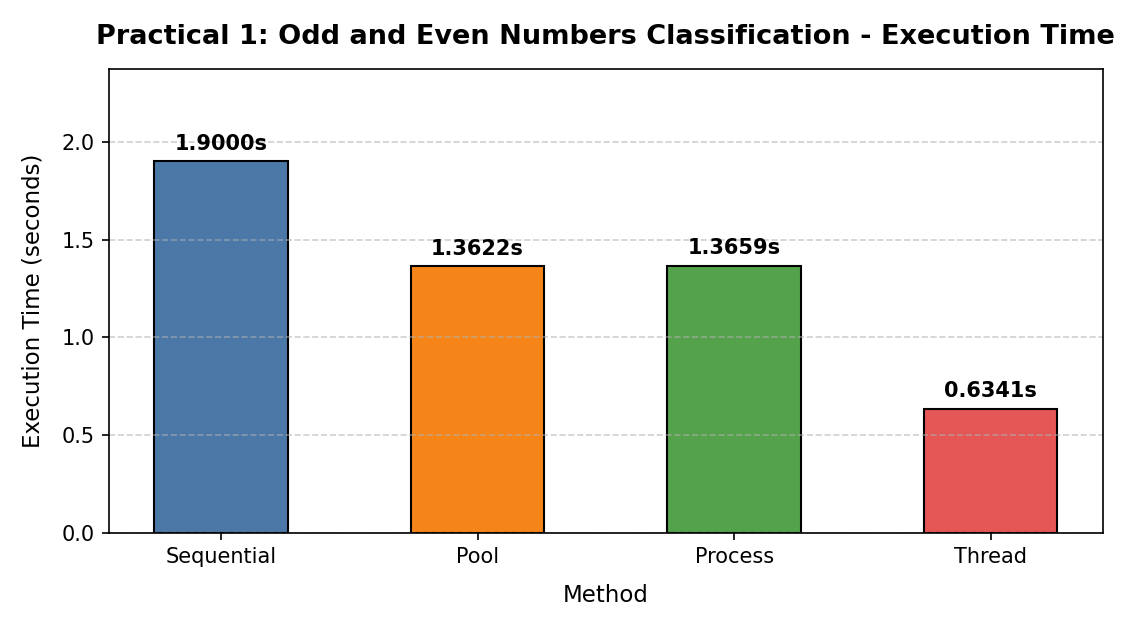 Practical 1: Odd and Even Numbers Classification - Execution Time
Execution Time (seconds)
2.0
1.5
1.0
0.5
0.0
1.9000s
1.3622s
1.3659s
0.6341s
Sequential
Pool
Process
Thread
Method